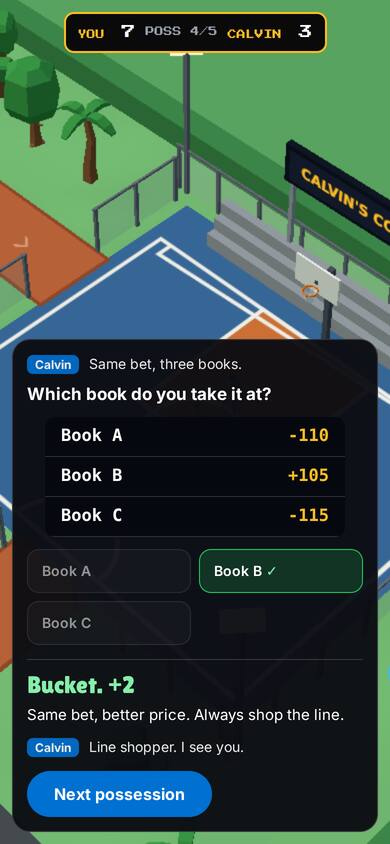 YOU 7 POSS 4/5 CALVIN 3
CALVIN'S CO
Calvin Same bet, three books.
Which book do you take it at?
Book A -110
Book B +105
Book C -115
Book A
Book B ✓
Book C
Bucket. +2
Same bet, better price. Always shop the line.
Calvin Line shopper. I see you.
Next possession